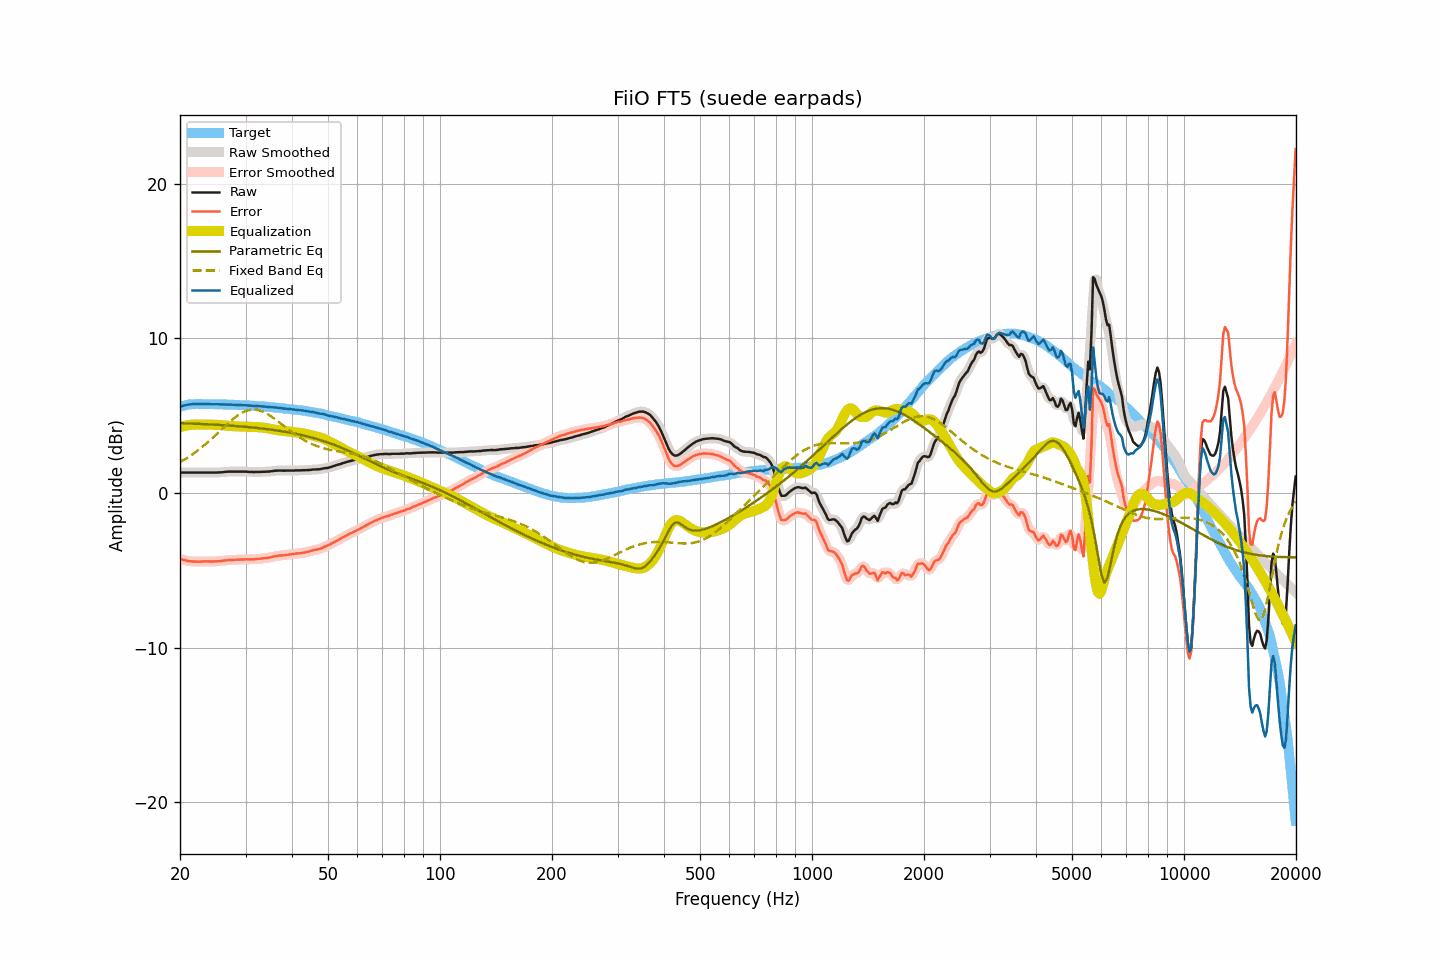 FiiO FT5 (suede earpads)
Target
Raw Smoothed
Error Smoothed
Raw
Error
Equalization
Parametric Eq
Fixed Band Eq
Equalized
Amplitude (dBr)
20
10
0
−10
−20
20 50 100 200 500 1000 2000 5000 10000 20000
Frequency (Hz)